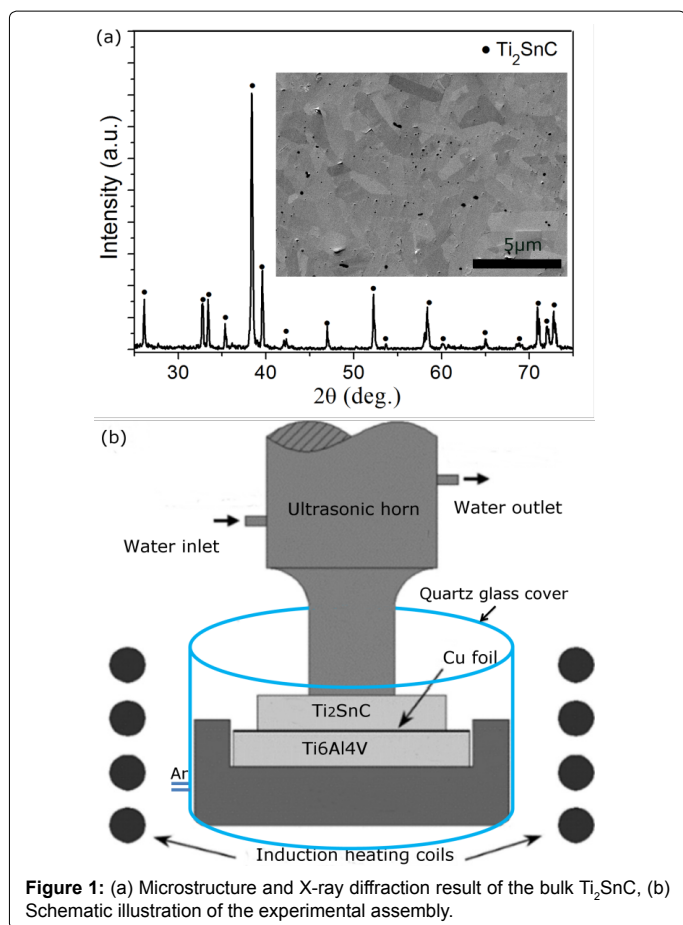 (a)
• Ti₂SnC
Intensity (a.u.)
5μm
30 40 50 60 70
2θ (deg.)
(b)
Ultrasonic horn
Water outlet
Water inlet
Quartz glass cover
Cu foil
Ti2SnC
Ti6Al4V
Ar
Induction heating coils
Figure 1: (a) Microstructure and X-ray diffraction result of the bulk Ti₂SnC, (b)
Schematic illustration of the experimental assembly.